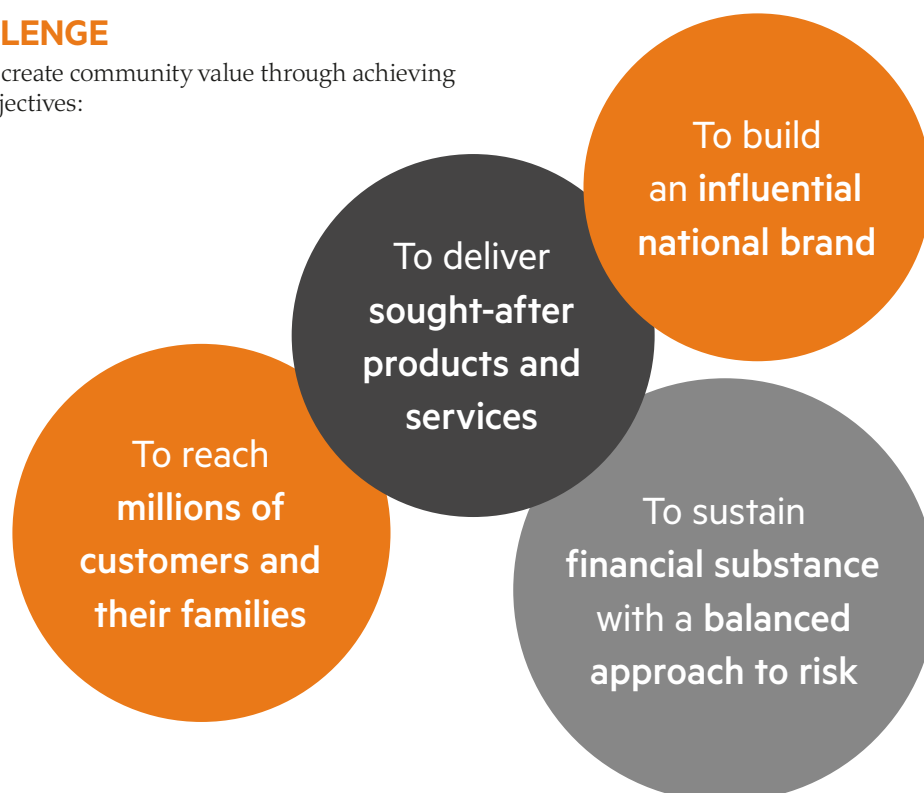 LENGE
create community value through achieving
jectives:
To build
an influential
national brand
To deliver
sought-after
products and
services
To reach
millions of
customers and
their families
To sustain
financial substance
with a balanced
approach to risk